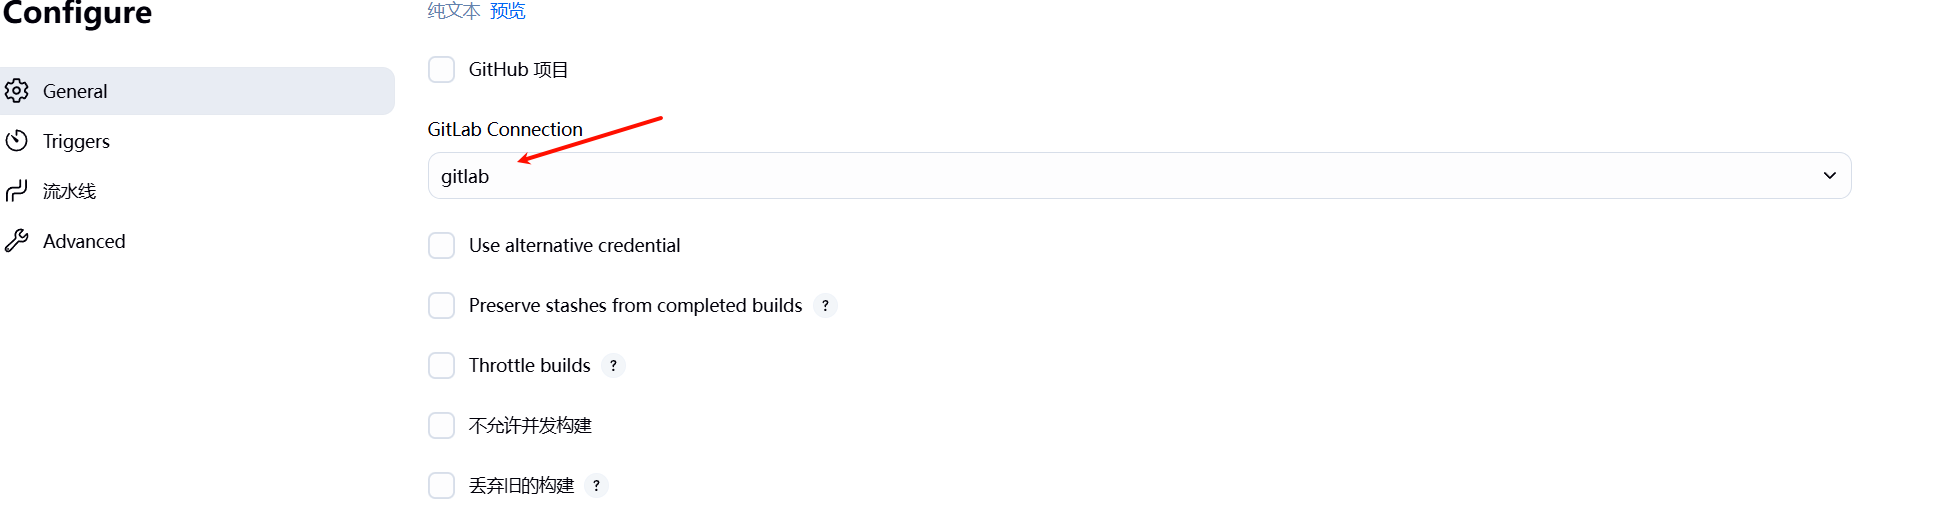 Configure
General
Triggers
流水线
Advanced
纯文本 预览
GitHub 项目
GitLab Connection
gitlab
Use alternative credential
Preserve stashes from completed builds ?
Throttle builds ?
不允许并发构建
丢弃旧的构建 ?